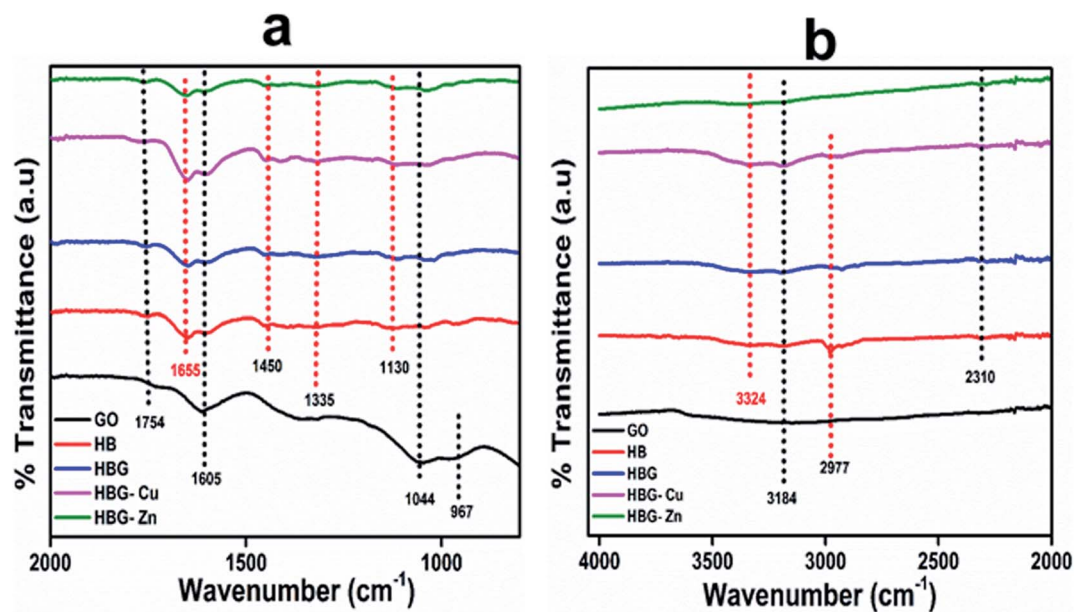 a
% Transmittance (a.u)
1655
1450
1130
1335
1754
1605
1044
967
GO
HB
HBG
HBG- Cu
HBG- Zn
2000
1500
1000
Wavenumber (cm-1)
b
% Transmittance (a.u)
3324
2310
2977
3184
GO
HB
HBG
HBG- Cu
HBG- Zn
4000
3500
3000
2500
2000
Wavenumber (cm-1)